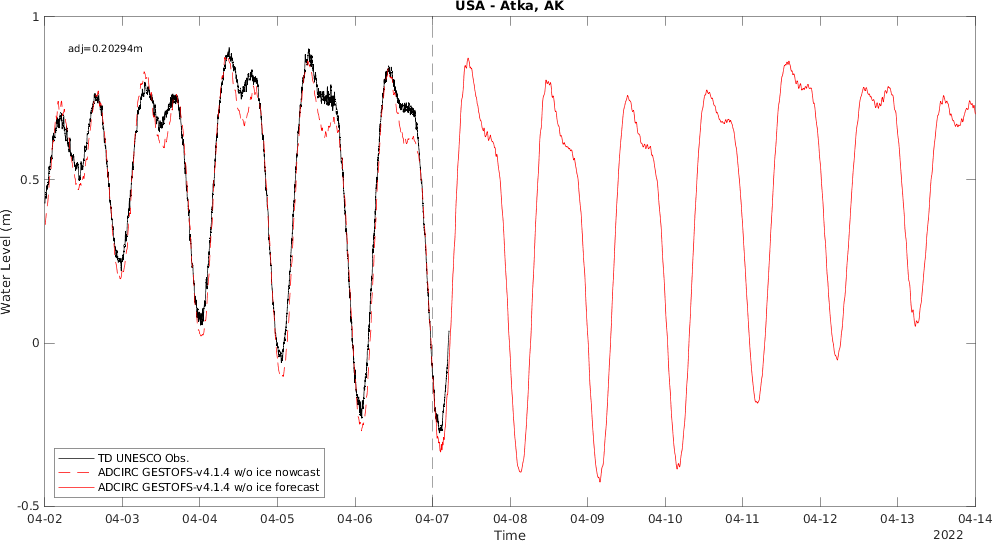 USA - Atka, AK
adj=0.20294m
1
0.5
0
-0.5
Water Level (m)
TD UNESCO Obs.
ADCIRC GESTOFS-v4.1.4 w/o ice nowcast
ADCIRC GESTOFS-v4.1.4 w/o ice forecast
04-02 04-03 04-04 04-05 04-06 04-07 04-08 04-09 04-10 04-11 04-12 04-13 04-14
Time
2022